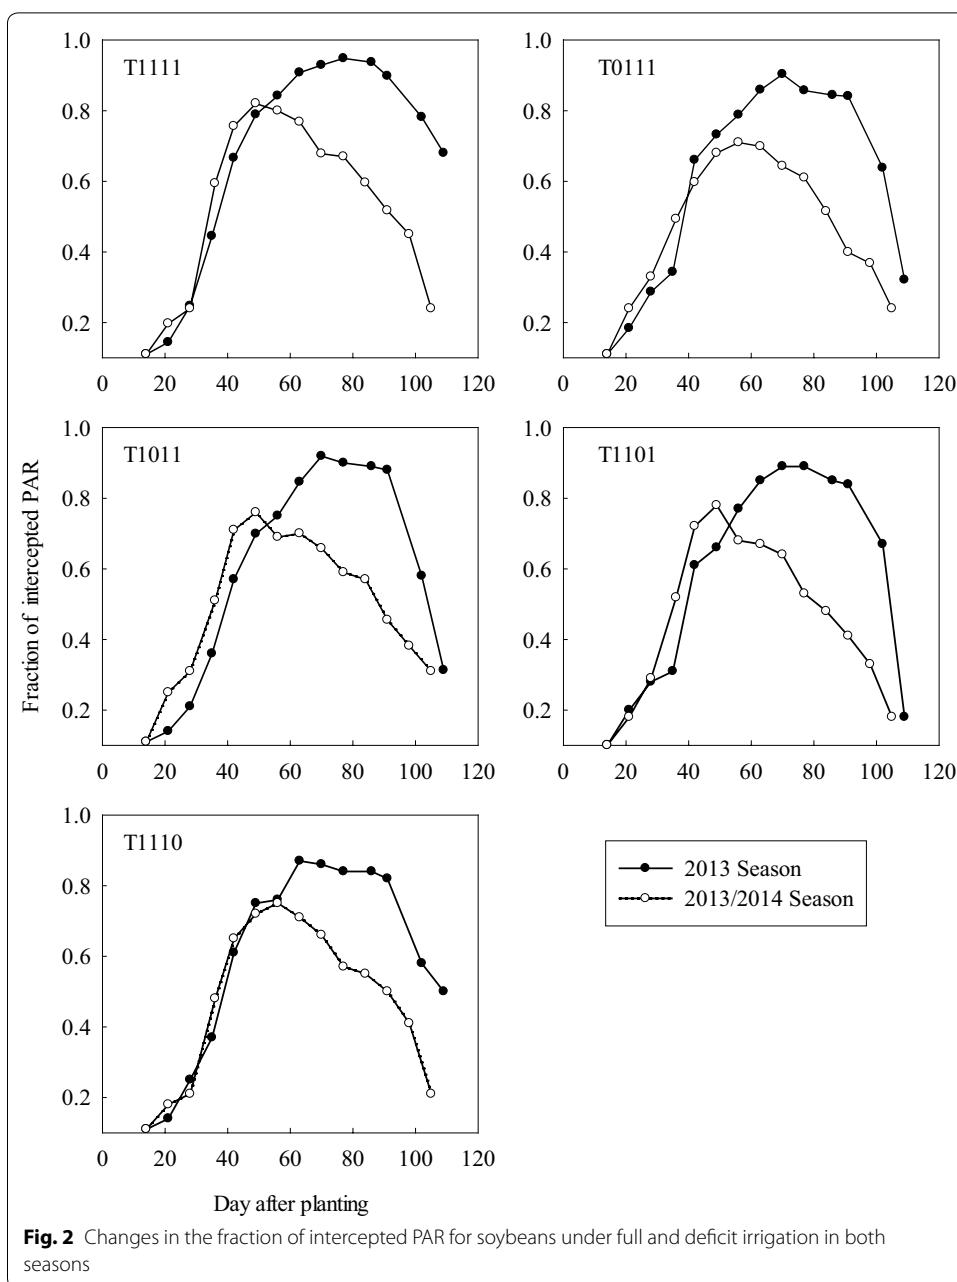 1.0
T1111
0.8
0.6
0.4
0.2
0 20 40 60 80 100 120
1.0
T0111
0.8
0.6
0.4
0.2
0 20 40 60 80 100 120
Fraction of intercepted PAR
1.0
T1011
0.8
0.6
0.4
0.2
0 20 40 60 80 100 120
1.0
T1101
0.8
0.6
0.4
0.2
0 20 40 60 80 100 120
1.0
T1110
0.8
0.6
0.4
0.2
0 20 40 60 80 100 120
Day after planting
2013 Season
2013/2014 Season
Fig. 2 Changes in the fraction of intercepted PAR for soybeans under full and deficit irrigation in both
seasons